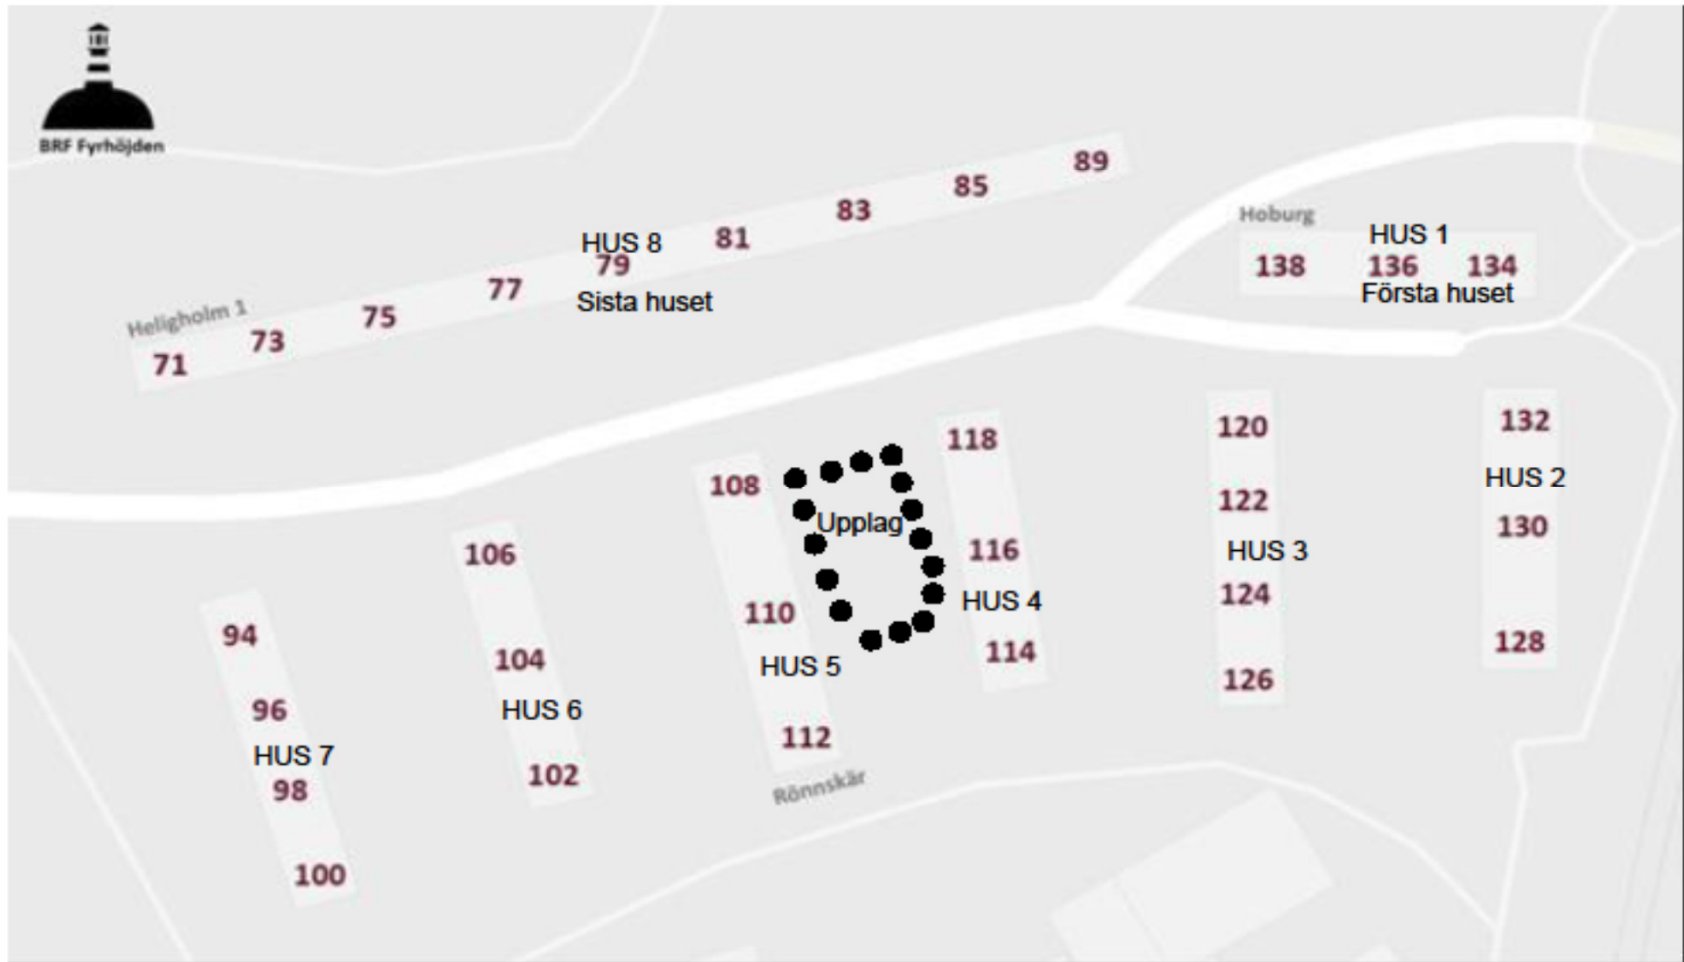 BRF Fyrhöjden
89
85
83
81
HUS 8
79
Sista huset
77
75
Heligholm 1
73
71
Hoburg
HUS 1
138 136 134
Första huset
132
HUS 2
130
128
120
122
HUS 3
124
126
118
116
HUS 4
114
Upplag
108
110
HUS 5
112
Rönnskär
106
104
HUS 6
102
94
96
HUS 7
98
100